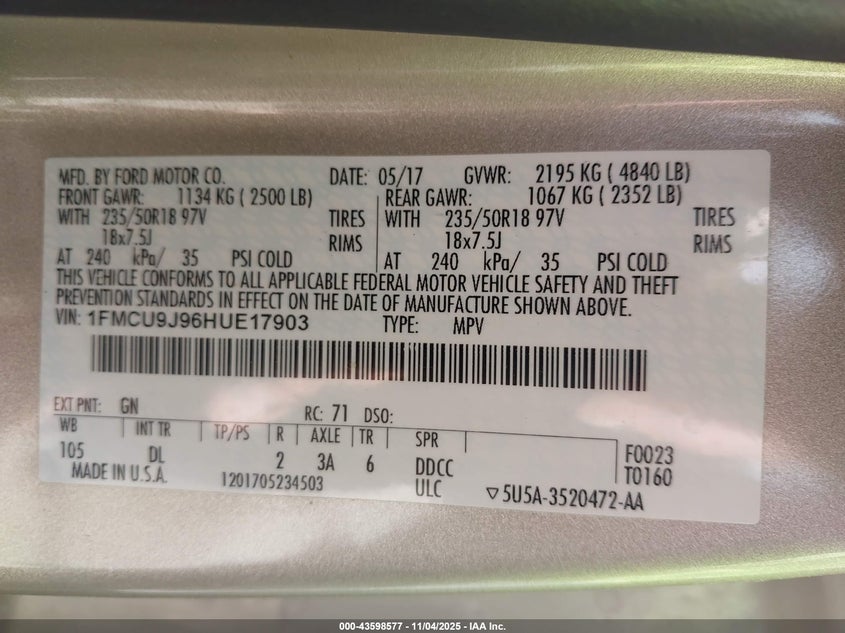 MFD. BY FORD MOTOR CO. DATE: 05/17 GVWR: 2195 KG ( 4840 LB)
FRONT GAWR: 1134 KG ( 2500 LB) REAR GAWR: 1067 KG ( 2352 LB)
WITH 235/50R18 97V TIRES WITH 235/50R18 97V TIRES
18x7.5J RIMS 18x7.5J RIMS
AT 240 kPa/ 35 PSI COLD AT 240 kPa/ 35 PSI COLD
THIS VEHICLE CONFORMS TO ALL APPLICABLE FEDERAL MOTOR VEHICLE SAFETY AND THEFT
PREVENTION STANDARDS IN EFFECT ON THE DATE OF MANUFACTURE SHOWN ABOVE.
VIN: 1FMCU9J96HUE17903 TYPE: MPV
EXT PNT: GN RC: 71 DSO:
WB INT TR TP/PS R AXLE TR SPR
105 DL 2 3A 6 DDCC F0023
MADE IN U.S.A. 1201705234503 ULC T0160
▽5U5A-3520472-AA
000-43598577 - 11/04/2025 - IAA Inc.